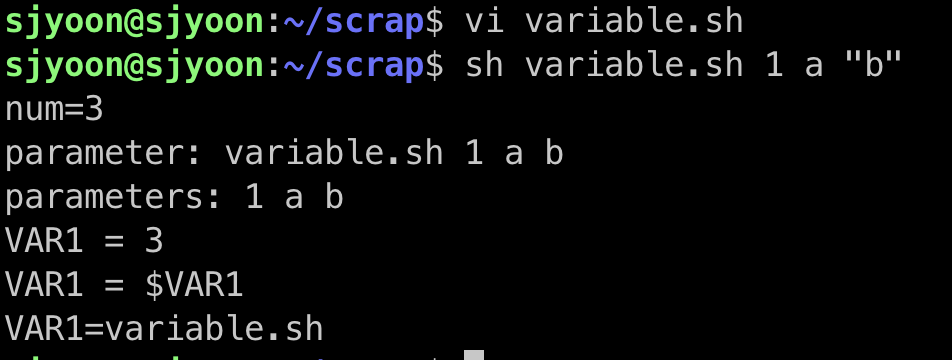 sjyoon@sjyoon:~/scrap$ vi variable.sh
sjyoon@sjyoon:~/scrap$ sh variable.sh 1 a "b"
num=3
parameter: variable.sh 1 a b
parameters: 1 a b
VAR1 = 3
VAR1 = $VAR1
VAR1=variable.sh